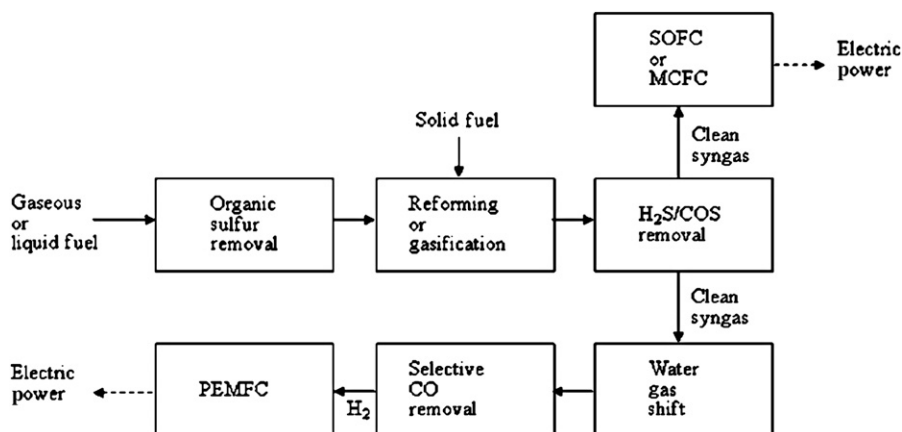 SOFC
or
MCFC
Electric
power
Solid fuel
Clean
syngas
Gaseous
or
liquid fuel
Organic
sulfur
removal
Reforming
or
gasification
H₂S/COS
removal
Clean
syngas
Electric
power
PEMFC
H₂
Selective
CO
removal
Water
gas
shift